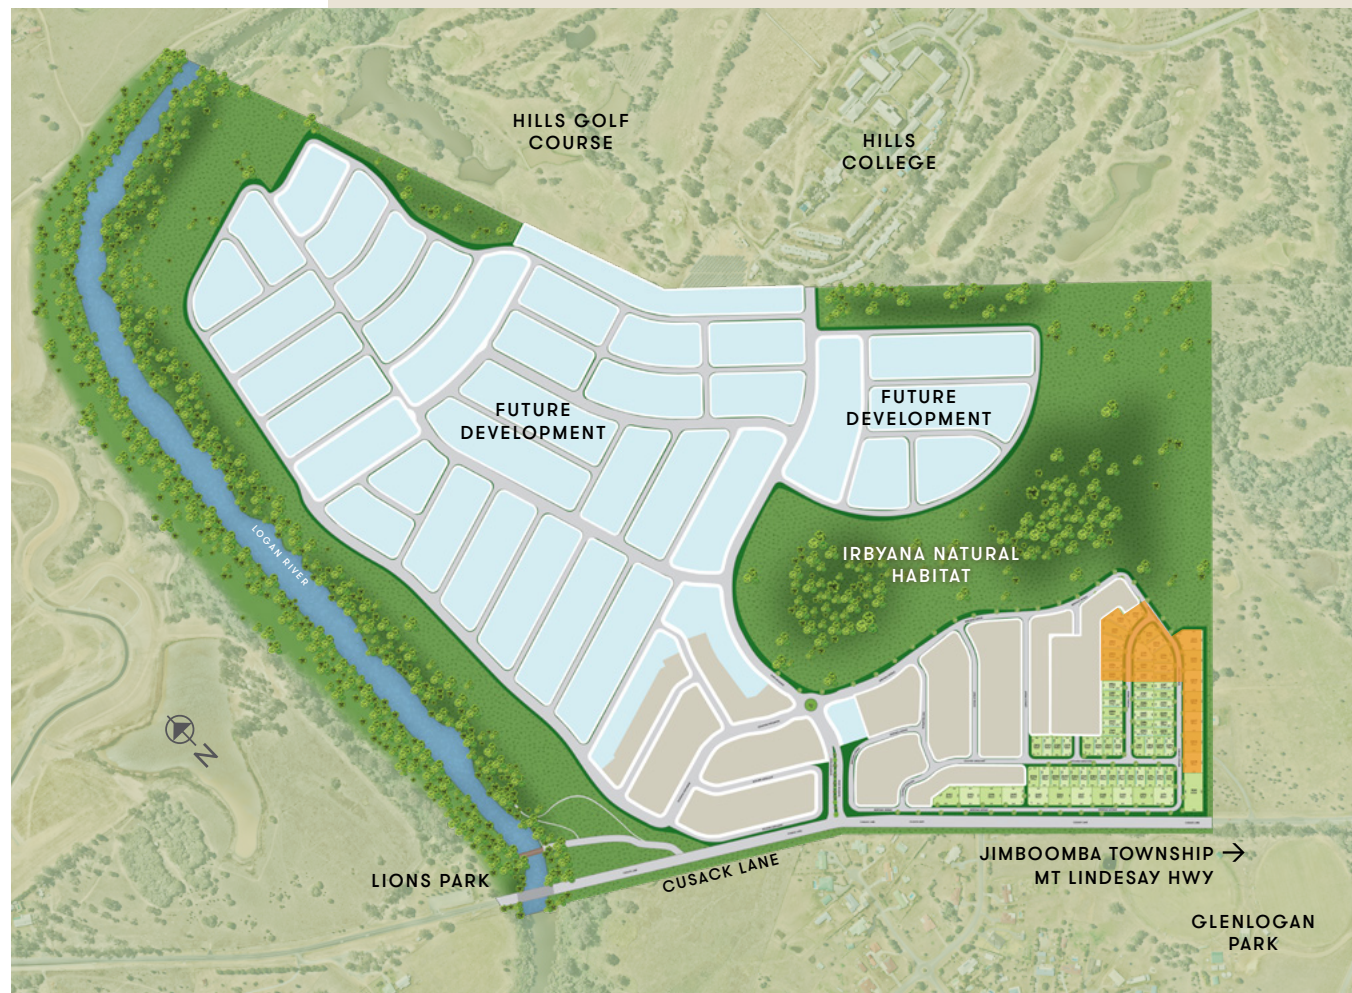 HILLS GOLF
COURSE
HILLS
COLLEGE
FUTURE
DEVELOPMENT
FUTURE
DEVELOPMENT
LOGAN RIVER
IRBYANA NATURAL
HABITAT
N
LIONS PARK
CUSACK LANE
JIMBOOMBA TOWNSHIP →
MT LINDESAY HWY
GLENLOGAN
PARK